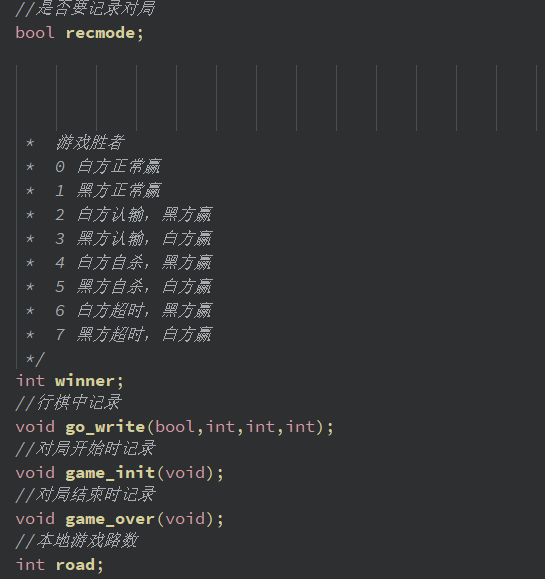 //是否要记录对局
bool recmode;
* 游戏胜者
* 0 白方正常赢
* 1 黑方正常赢
* 2 白方认输，黑方赢
* 3 黑方认输，白方赢
* 4 白方自杀，黑方赢
* 5 黑方自杀，白方赢
* 6 白方超时，黑方赢
* 7 黑方超时，白方赢
*/
int winner;
//行棋中记录
void go_write(bool,int,int,int);
//对局开始时记录
void game_init(void);
//对局结束时记录
void game_over(void);
//本地游戏路数
int road;